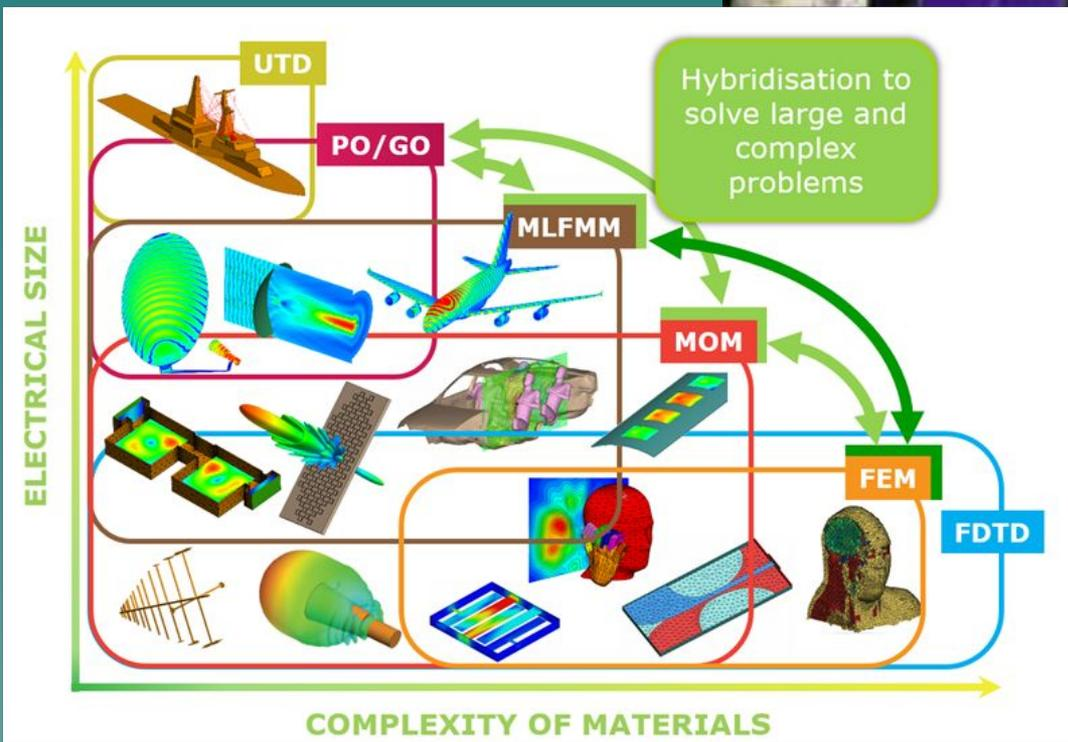 UTD
PO/GO
Hybridisation to
solve large and
complex
problems
MLFMM
MOM
FEM
FDTD
ELECTRICAL SIZE
COMPLEXITY OF MATERIALS